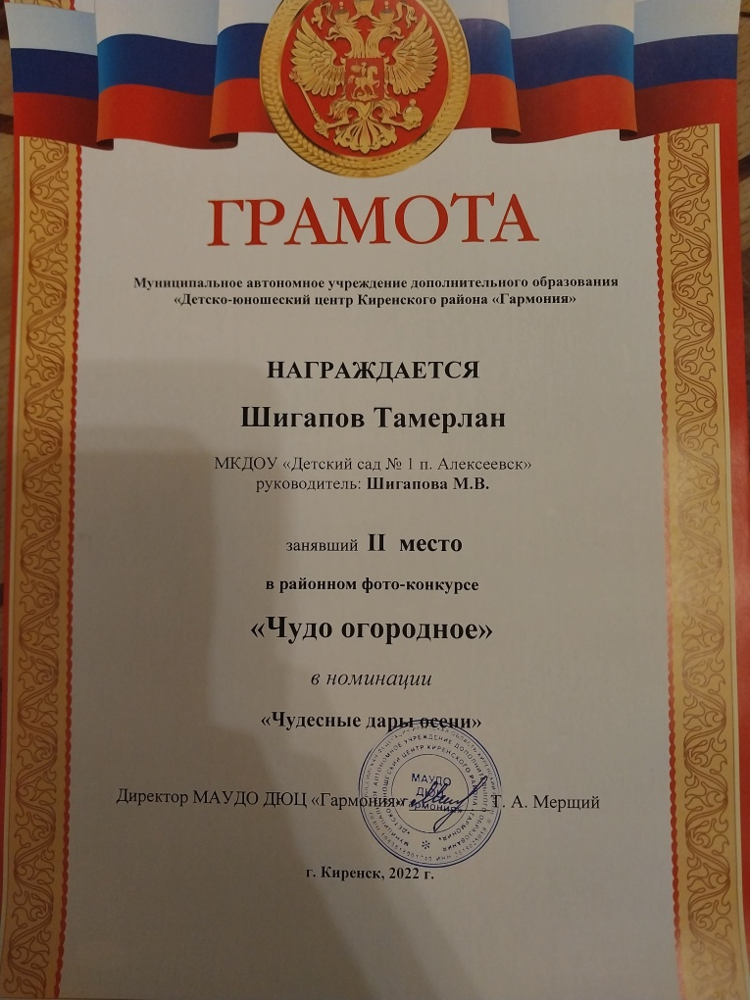 ГРАМОТА
Муниципальное автономное учреждение дополнительного образования
«Детско-юношеский центр Киренского района «Гармония»
НАГРАЖДАЕТСЯ
Шигапов Тамерлан
МКДОУ «Детский сад № 1 п. Алексеевск»
руководитель: Шигапова М.В.
занявший II место
в районном фото-конкурсе
«Чудо огородное»
в номинации
«Чудесные дары осени»
МАУДО
ДЮЦ
Гармония
Директор МАУДО ДЮЦ «Гармония» Т. А. Мерщий
г. Киренск, 2022 г.